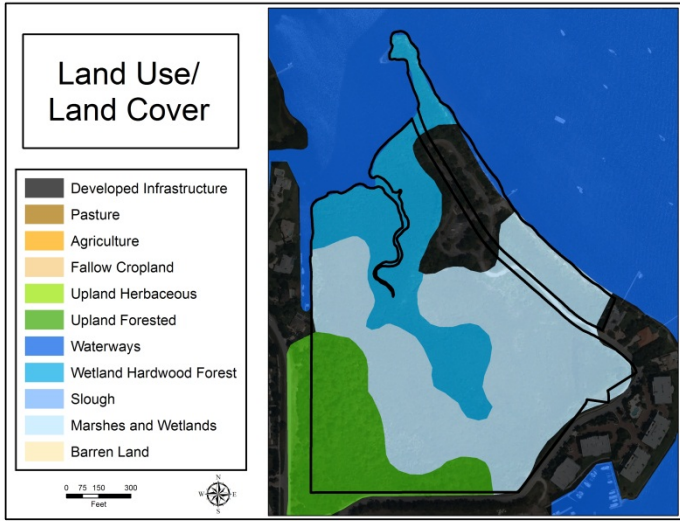 Land Use/
Land Cover
Developed Infrastructure
Pasture
Agriculture
Fallow Cropland
Upland Herbaceous
Upland Forested
Waterways
Wetland Hardwood Forest
Slough
Marshes and Wetlands
Barren Land
0 75 150 300
Feet
N
W E
S